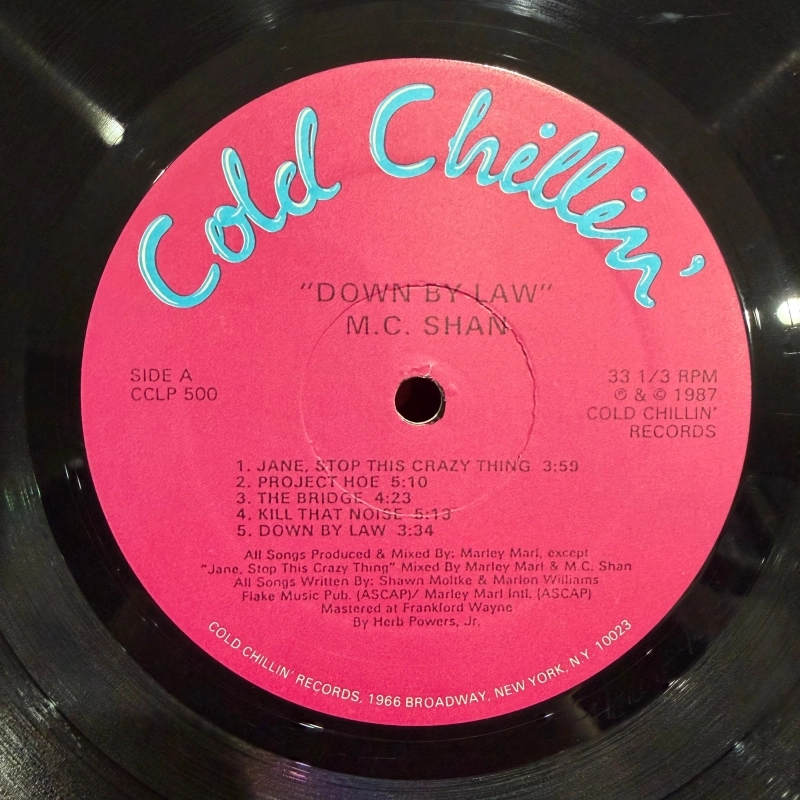 Cold Chillin'
"DOWN BY LAW"
M.C. SHAN
SIDE A
CCLP 500
33 1/3 RPM
℗ & © 1987
COLD CHILLIN'
RECORDS
1. JANE, STOP THIS CRAZY THING 3:59
2. PROJECT HOE 5:10
3. THE BRIDGE 4:23
4. KILL THAT NOISE 5:13
5. DOWN BY LAW 3:34
All Songs Produced & Mixed By: Marley Marl, except
"Jane, Stop This Crazy Thing" Mixed By Marley Marl & M.C. Shan
All Songs Written By: Shawn Moltke & Marlon Williams
Flake Music Pub. (ASCAP)/ Marley Marl Intl. (ASCAP)
Mastered at Frankford Wayne
By Herb Powers, Jr.
COLD CHILLIN' RECORDS, 1966 BROADWAY, NEW YORK, N.Y. 10023